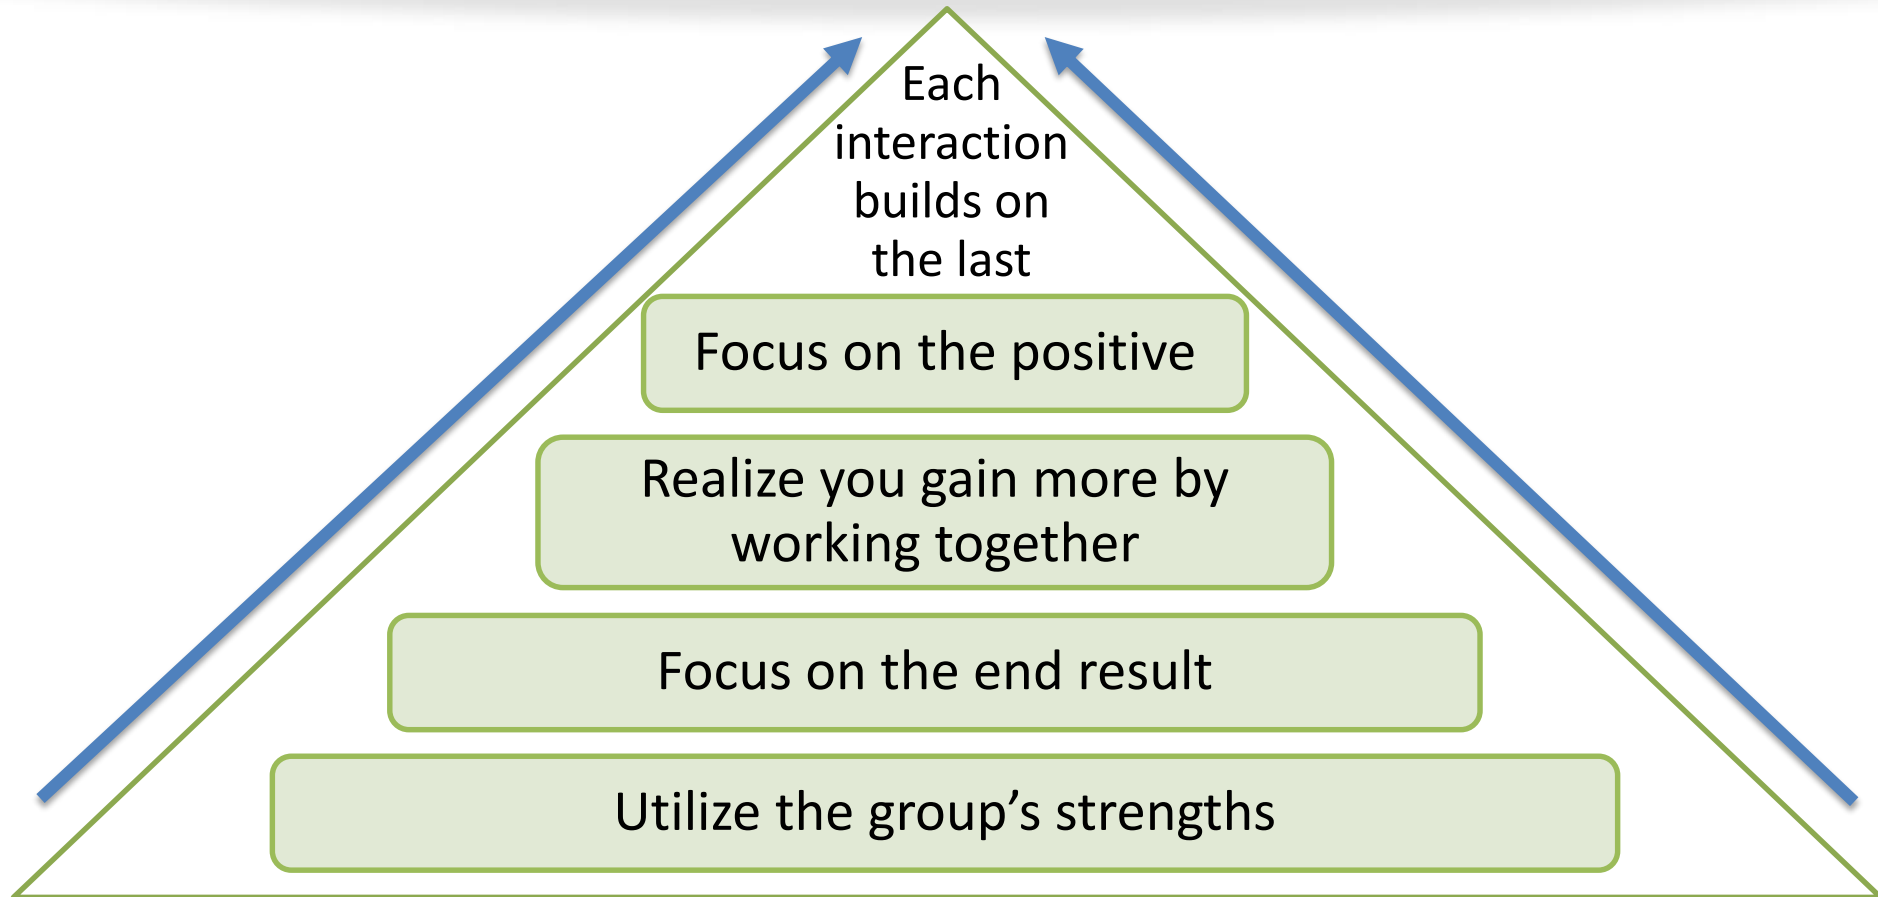 Each
interaction
builds on
the last
Focus on the positive
Realize you gain more by
working together
Focus on the end result
Utilize the group’s strengths